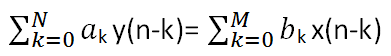 ∑_{k=0}^{N} a_k y(n-k)= ∑_{k=0}^{M} b_k x(n-k)